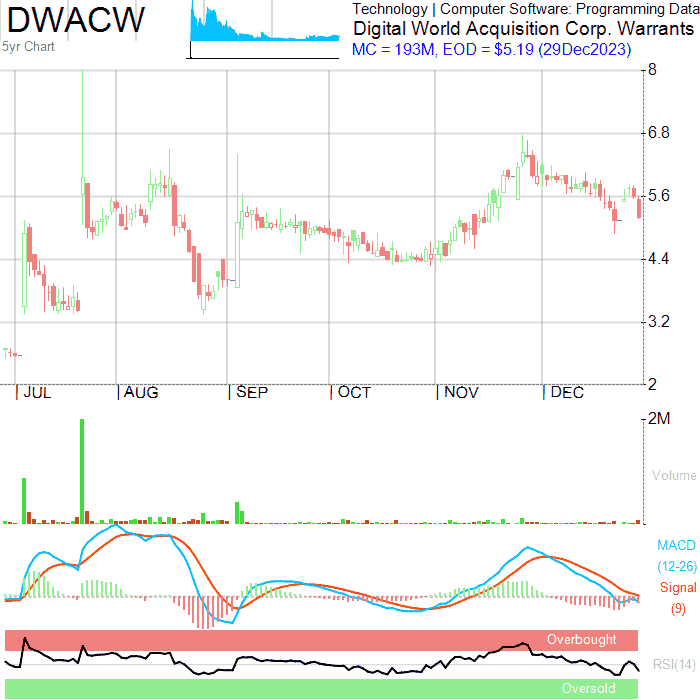 DWACW
5yr Chart
Technology | Computer Software: Programming Data
Digital World Acquisition Corp. Warrants
MC = 193M, EOD = $5.19 (29Dec2023)
8
6.8
5.6
4.4
3.2
2
JUL AUG SEP OCT NOV DEC
2M
Volume
MACD
(12-26)
Signal
(9)
Overbought
RSI(14)
Oversold